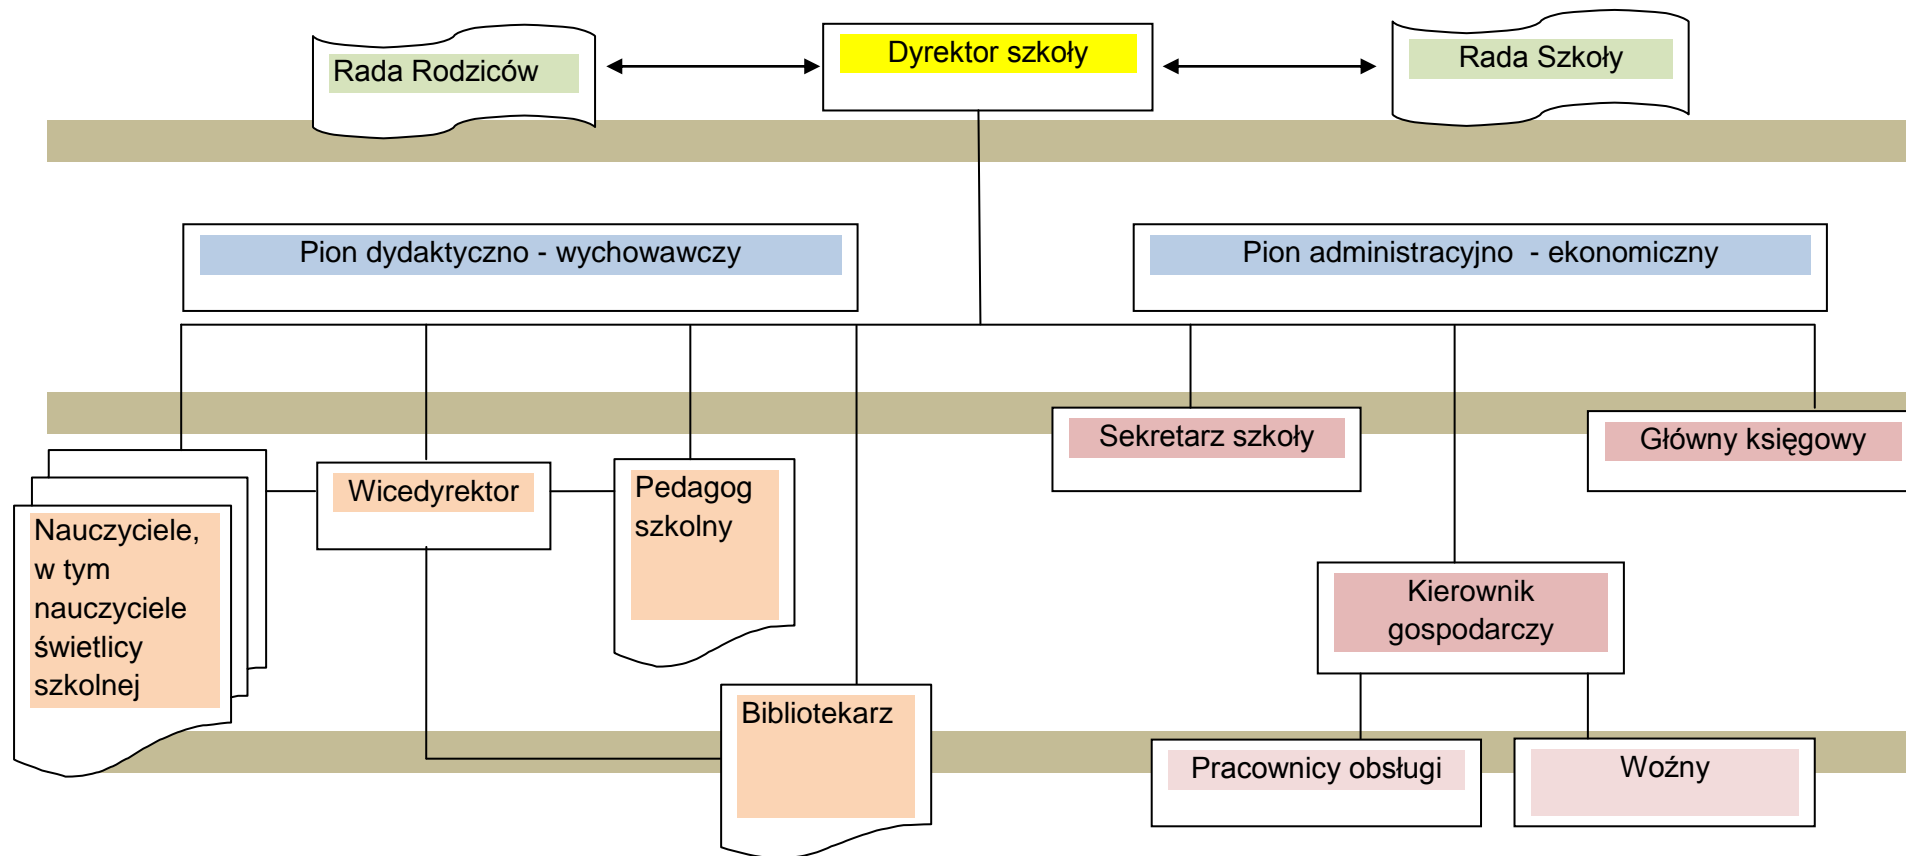 Rada Rodziców
Dyrektor szkoły
Rada Szkoły
Pion dydaktyczno - wychowawczy
Pion administracyjno - ekonomiczny
Sekretarz szkoły
Główny księgowy
Nauczyciele,
w tym
nauczyciele
świetlicy
szkolnej
Wicedyrektor
Pedagog
szkolny
Kierownik
gospodarczy
Bibliotekarz
Pracownicy obsługi
Woźny